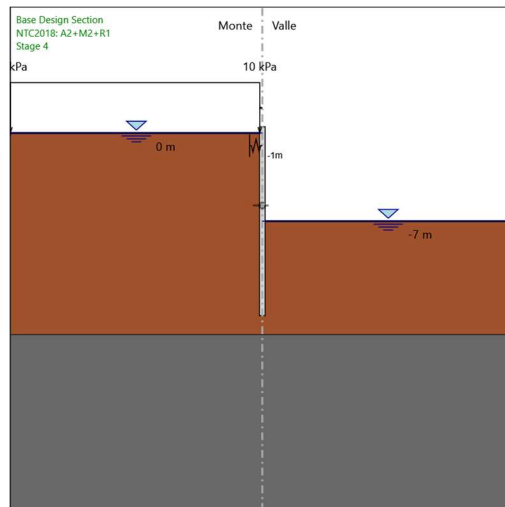 Base Design Section
NTC2018: A2+M2+R1
Stage 4
Monte Valle
kPa 10 kPa
0 m
-1m
-7 m